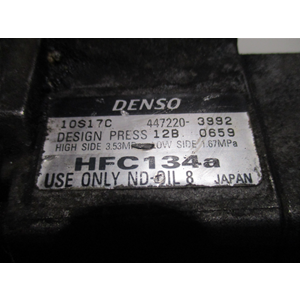 DENSO
10S17C 447220-3992
DESIGN PRESS 12B 0659
HIGH SIDE 3.53MPa LOW SIDE 1.67MPa
HFC134a
USE ONLY ND-OIL 8 JAPAN